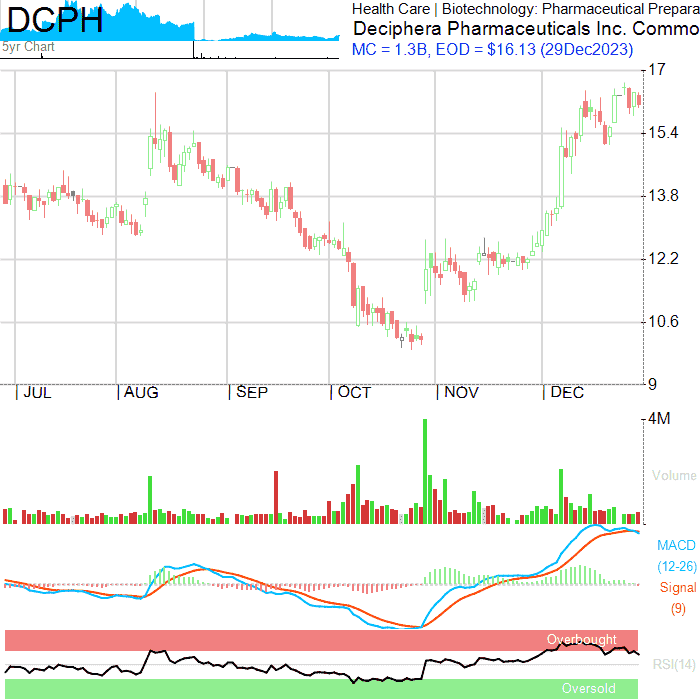 DCPH
5yr Chart
Health Care | Biotechnology: Pharmaceutical Prepara
Deciphera Pharmaceuticals Inc. Commo
MC = 1.3B, EOD = $16.13 (29Dec2023)
17
15.4
13.8
12.2
10.6
9
| JUL | AUG | SEP | OCT | NOV | DEC
4M
Volume
MACD
(12-26)
Signal
(9)
Overbought
RSI(14)
Oversold